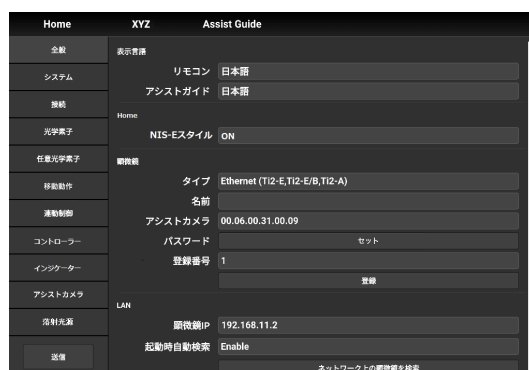 Home XYZ Assist Guide
全般
システム
接続
光学素子
任意光学素子
移動動作
連動制御
コントローラー
インジケーター
アシストカメラ
落射光源
送信
表示言語
リモコン 日本語
アシストガイド 日本語
Home
NIS-Eスタイル ON
顕微鏡
タイプ Ethernet (Ti2-E,Ti2-E/B,Ti2-A)
名前
アシストカメラ 00.06.00.31.00.09
パスワード セット
登録番号 1
登録
LAN
顕微鏡IP 192.168.11.2
起動時自動検索 Enable
ネットワーク上の顕微鏡を検索